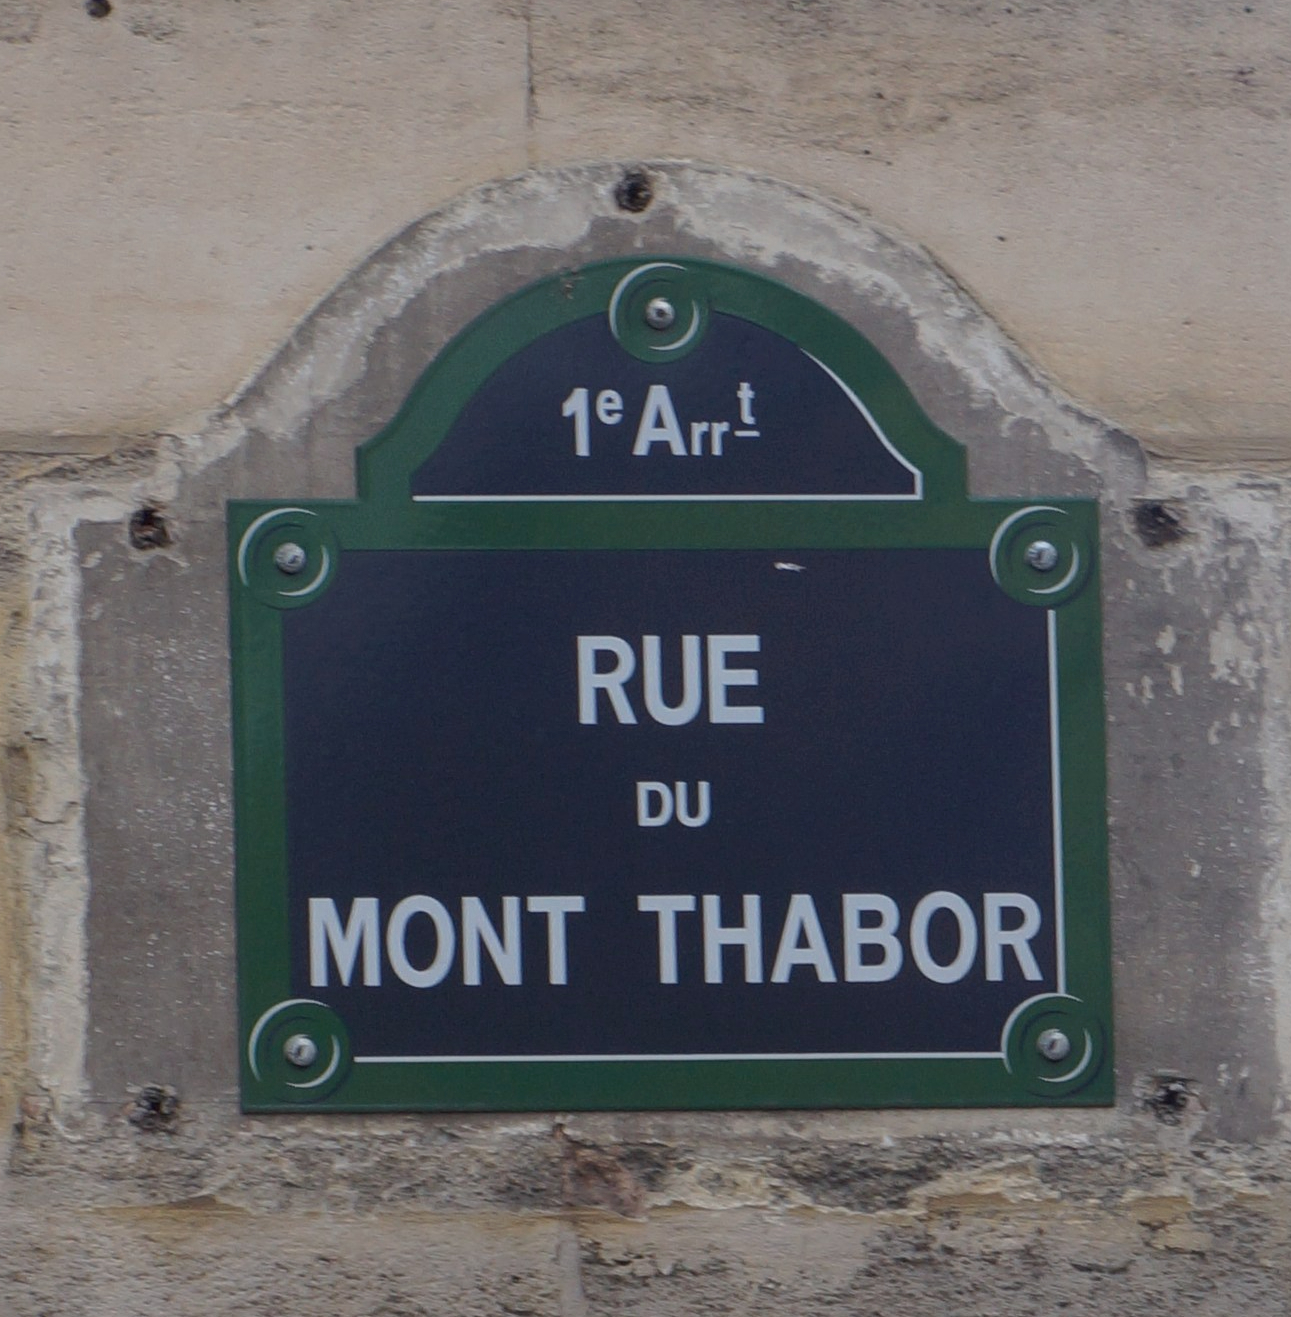 1e Arrt
RUE
DU
MONT THABOR